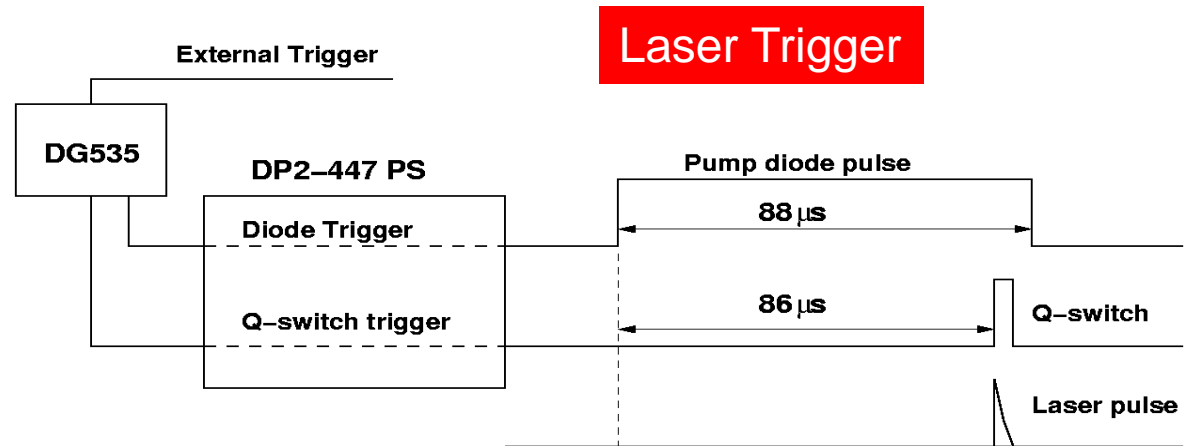 Laser Trigger
External Trigger
DG535
DP2–447 PS
Pump diode pulse
88 μs
Diode Trigger
86 μs
Q–switch trigger
Q–switch
Laser pulse